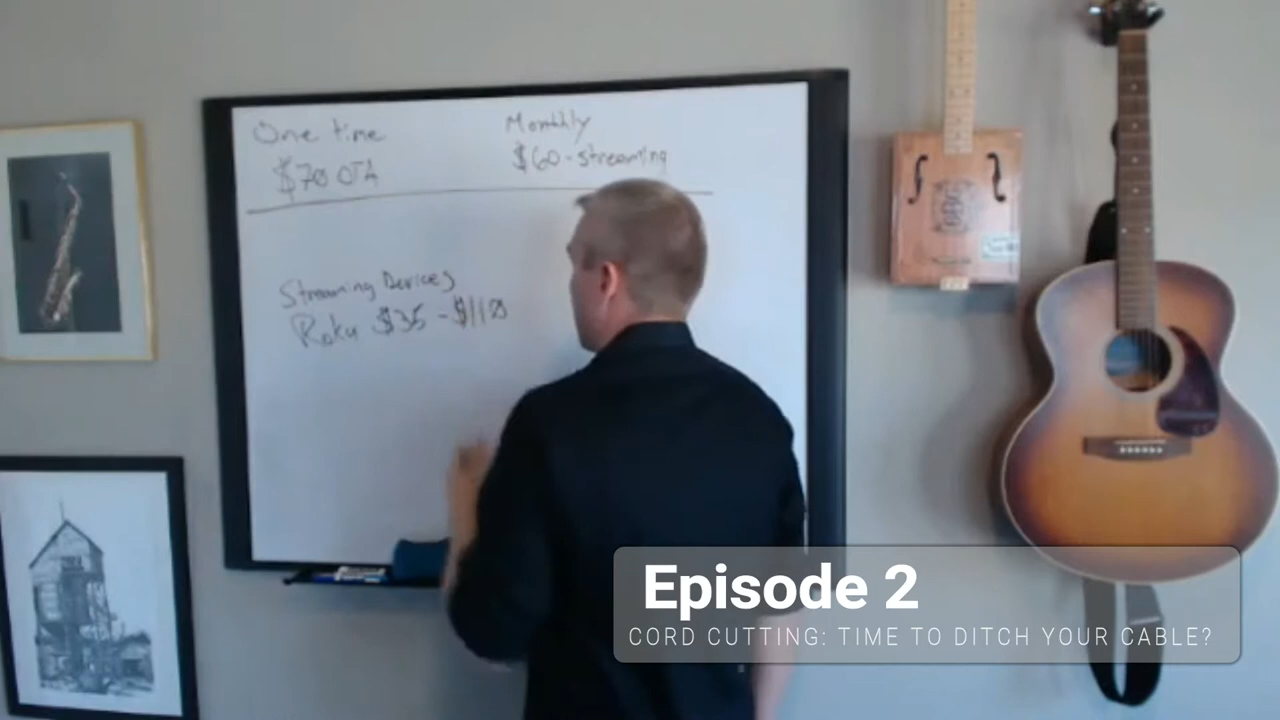 One time
$70 OTA
Monthly
$60-streaming
Streaming Devices
Roku $35 - $110
Episode 2
CORD CUTTING: TIME TO DITCH YOUR CABLE?